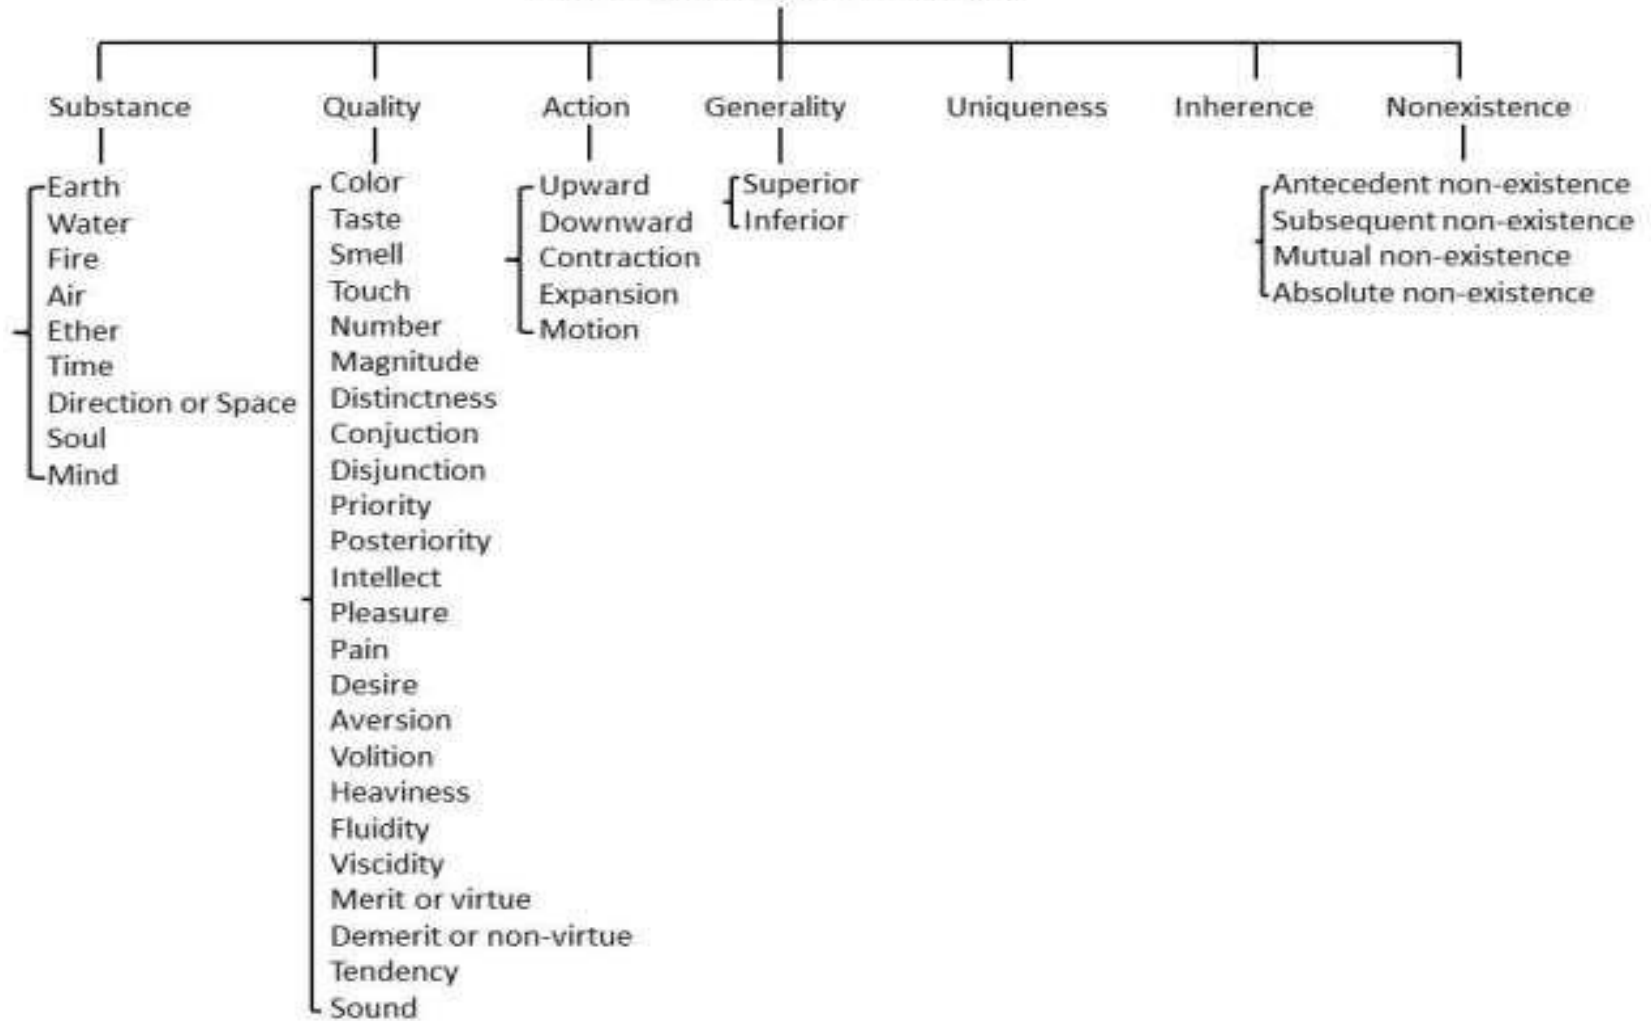 Substance
Quality
Action
Generality
Uniqueness
Inherence
Nonexistence
Earth
Water
Fire
Air
Ether
Time
Direction or Space
Soul
Mind
Color
Taste
Smell
Touch
Number
Magnitude
Distinctness
Conjuction
Disjunction
Priority
Posteriority
Intellect
Pleasure
Pain
Desire
Aversion
Volition
Heaviness
Fluidity
Viscidity
Merit or virtue
Demerit or non-virtue
Tendency
Sound
Upward
Downward
Contraction
Expansion
Motion
Superior
Inferior
Antecedent non-existence
Subsequent non-existence
Mutual non-existence
Absolute non-existence